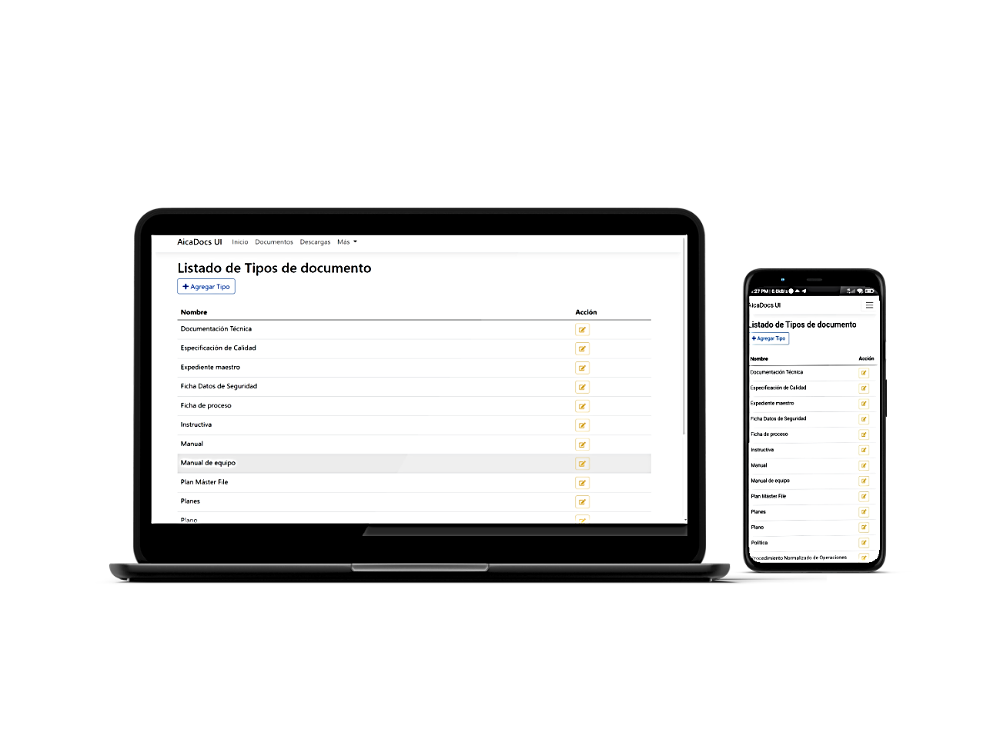 AicaDocs UI Inicio Documentos Descargas Más
Listado de Tipos de documento
+ Agregar Tipo
Nombre Acción
Documentación Técnica
Especificación de Calidad
Expediente maestro
Ficha Datos de Seguridad
Ficha de proceso
Instructiva
Manual
Manual de equipo
Plan Máster File
Planes
Plano
:27 PM | 0.0kB/s
AicaDocs UI
Listado de Tipos de documento
+ Agregar Tipo
Nombre Acción
Documentación Técnica
Especificación de Calidad
Expediente maestro
Ficha Datos de Seguridad
Ficha de proceso
Instructiva
Manual
Manual de equipo
Plan Máster File
Planes
Plano
Política
Procedimiento Normalizado de Operaciones